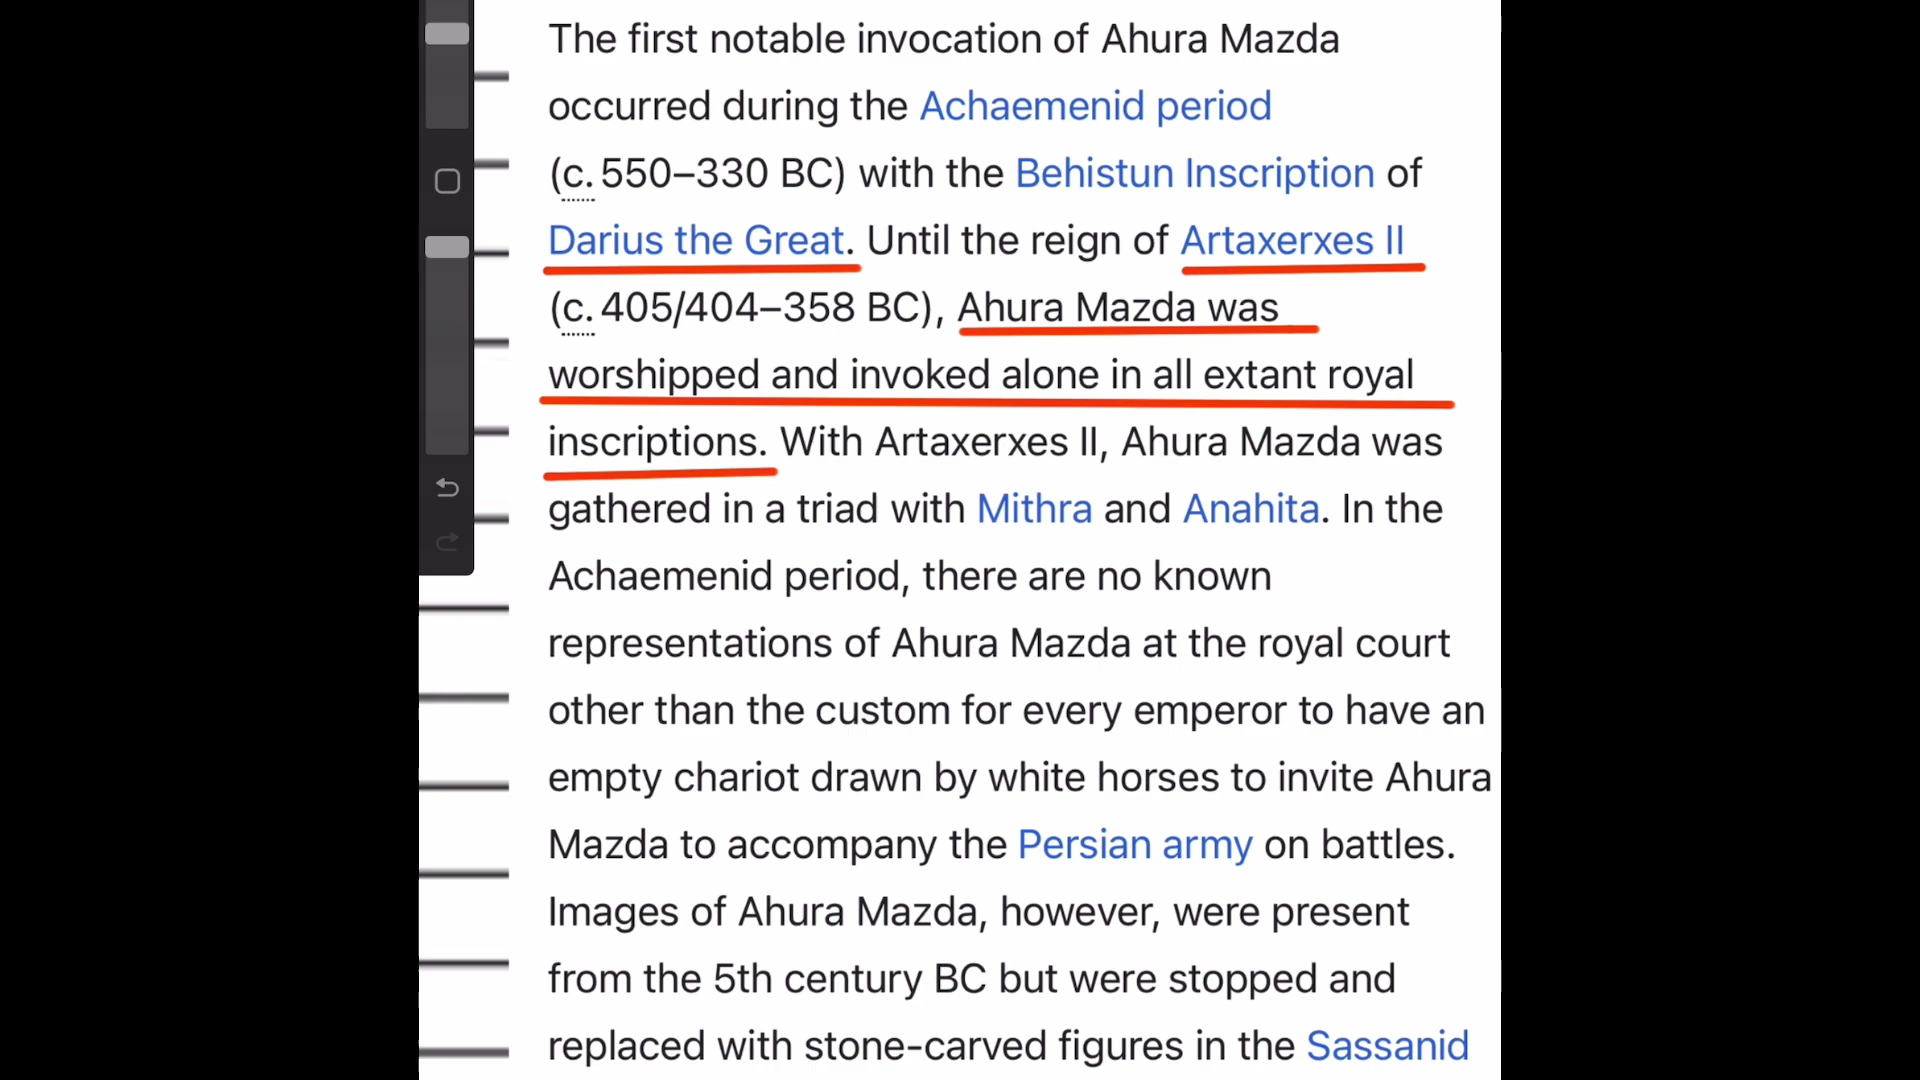 The first notable invocation of Ahura Mazda
occurred during the Achaemenid period
(c. 550–330 BC) with the Behistun Inscription of
Darius the Great. Until the reign of Artaxerxes II
(c. 405/404–358 BC), Ahura Mazda was
worshipped and invoked alone in all extant royal
inscriptions. With Artaxerxes II, Ahura Mazda was
gathered in a triad with Mithra and Anahita. In the
Achaemenid period, there are no known
representations of Ahura Mazda at the royal court
other than the custom for every emperor to have an
empty chariot drawn by white horses to invite Ahura
Mazda to accompany the Persian army on battles.
Images of Ahura Mazda, however, were present
from the 5th century BC but were stopped and
replaced with stone-carved figures in the Sassanid